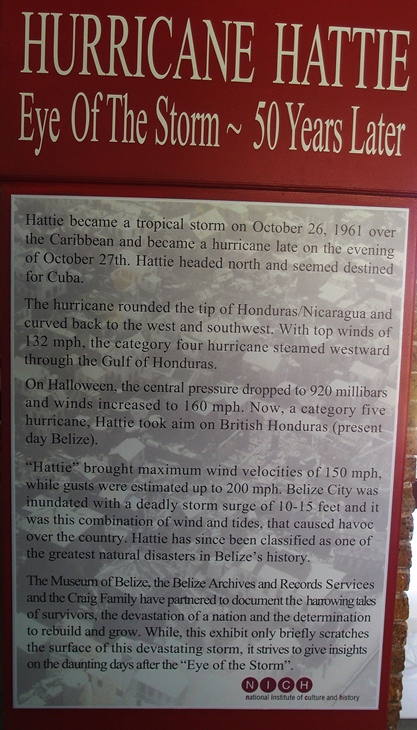 HURRICANE HATTIE
Eye Of The Storm ~ 50 Years Later
Hattie became a tropical storm on October 26, 1961 over
the Caribbean and became a hurricane late on the evening
of October 27th. Hattie headed north and seemed destined
for Cuba.
The hurricane rounded the tip of Honduras/Nicaragua and
curved back to the west and southwest. With top winds of
132 mph, the category four hurricane steamed westward
through the Gulf of Honduras.
On Halloween, the central pressure dropped to 920 millibars
and winds increased to 160 mph. Now, a category five
hurricane, Hattie took aim on British Honduras (present
day Belize).
“Hattie” brought maximum wind velocities of 150 mph,
while gusts were estimated up to 200 mph. Belize City was
inundated with a deadly storm surge of 10-15 feet and it
was this combination of wind and tides, that caused havoc
over the country. Hattie has since been classified as one of
the greatest natural disasters in Belize’s history.
The Museum of Belize, the Belize Archives and Records Services
and the Craig Family have partnered to document the harrowing tales
of survivors, the devastation of a nation and the determination
to rebuild and grow. While, this exhibit only briefly scratches
the surface of this devastating storm, it strives to give insights
on the daunting days after the “Eye of the Storm”.
NICH
national institute of culture and history